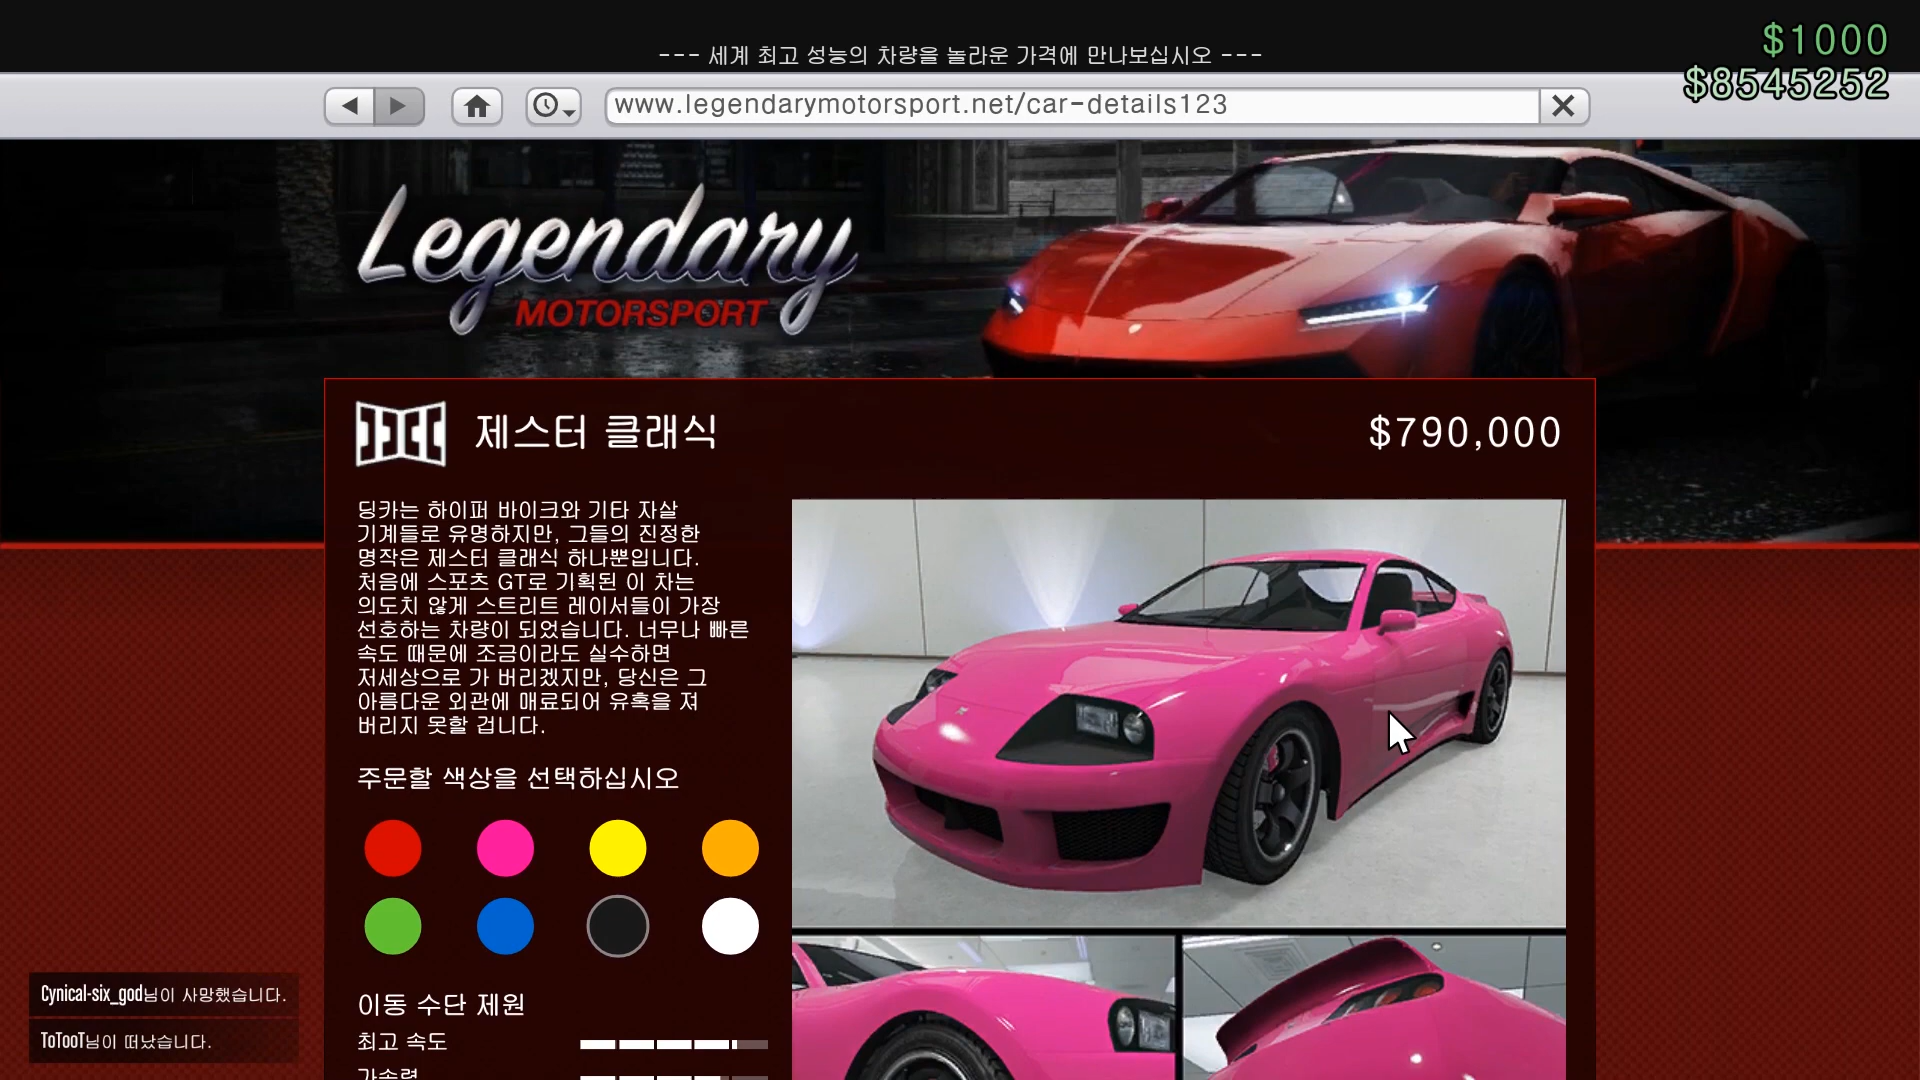 --- 세계 최고 성능의 차량을 놀라운 가격에 만나보십시오 ---
$1000
$8545252
www.legendarymotorsport.net/car-details123
Legendary
MOTORSPORT
제스터 클래식
$790,000
딩카는 하이퍼 바이크와 기타 자살
기계들로 유명하지만, 그들의 진정한
명작은 제스터 클래식 하나뿐입니다.
처음에 스포츠 GT로 기획된 이 차는
의도치 않게 스트리트 레이서들이 가장
선호하는 차량이 되었습니다. 너무나 빠른
속도 때문에 조금이라도 실수하면
저세상으로 가 버리겠지만, 당신은 그
아름다운 외관에 매료되어 유혹을 져
버리지 못할 겁니다.
주문할 색상을 선택하십시오
이동 수단 제원
최고 속도
가속력
Cynical-six_god님이 사망했습니다.
ToTooT님이 떠났습니다.